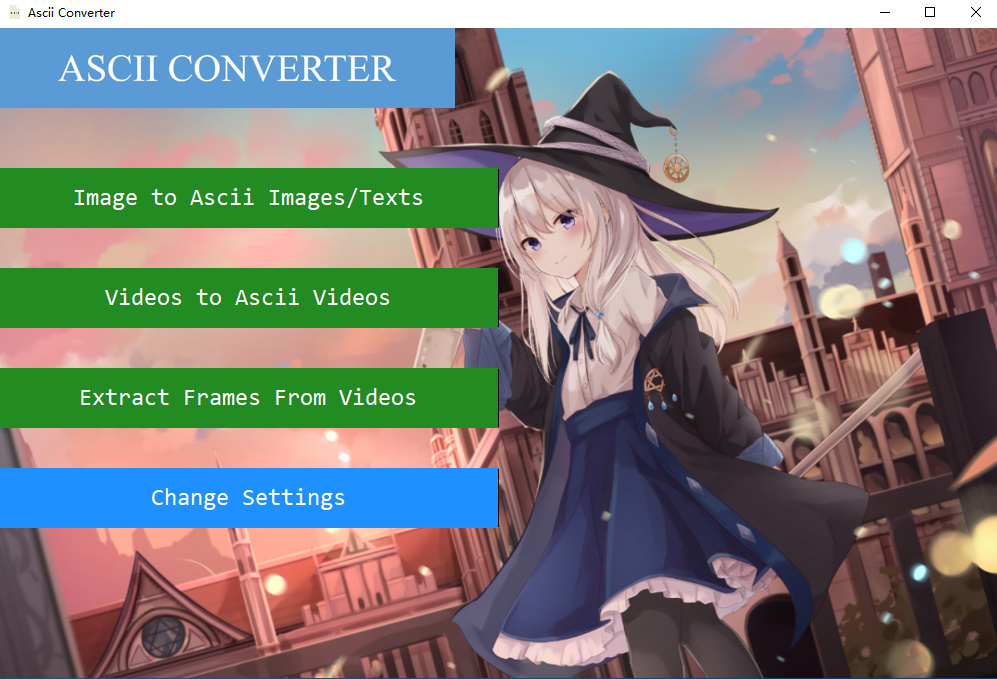 Ascii Converter
ASCII CONVERTER
Image to Ascii Images/Texts
Videos to Ascii Videos
Extract Frames From Videos
Change Settings